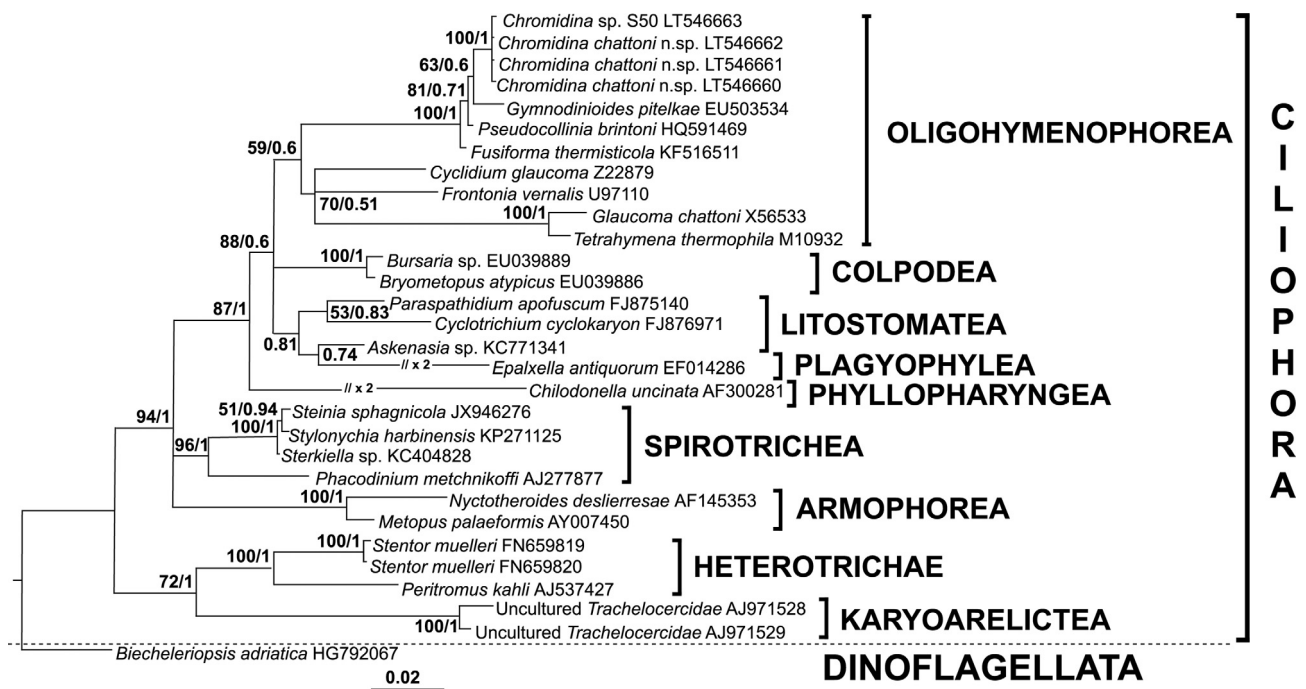 Chromidina sp. S50 LT546663
100/1
Chromidina chattoni n.sp. LT546662
63/0.6
Chromidina chattoni n.sp. LT546661
81/0.71
Chromidina chattoni n.sp. LT546660
100/1
Gymnodinioides pitelkae EU503534
Pseudocollinia brintoni HQ591469
Fusiforma thermisticola KF516511
OLIGOHYMENOPHOREA
59/0.6
Cyclidium glaucoma Z22879
Frontonia vernalis U97110
70/0.51
100/1
Glaucoma chattoni X56533
Tetrahymena thermophila M10932
88/0.6
100/1
Bursaria sp. EU039889
Bryometopus atypicus EU039886
COLPODEA
87/1
Paraspathidium apofuscum FJ875140
53/0.83
Cyclotrichium cyclokaryon FJ876971
LITOSTOMATEA
0.81
Askenasia sp. KC771341
0.74
// x 2
Epalxella antiquorum EF014286
PLAGYOPHYLEA
// x 2
Chilodonella uncinata AF300281
PHYLLOPHARYNGEA
94/1
51/0.94
Steinia sphagnicola JX946276
100/1
Stylonychia harbinensis KP271125
96/1
Sterkiella sp. KC404828
Phacodinium metchnikoffi AJ277877
SPIROTRICHEA
100/1
Nyctotheroides deslierresae AF145353
Metopus palaeformis AY007450
ARMOPHOREA
100/1
100/1
Stentor muelleri FN659819
Stentor muelleri FN659820
HETEROTRICHAE
72/1
Peritromus kahli AJ537427
Uncultured Trachelocercidae AJ971528
100/1
Uncultured Trachelocercidae AJ971529
KARYOARELICTEA
CILIOPHORA
Biecheleriopsis adriatica HG792067
DINOFLAGELLATA
0.02